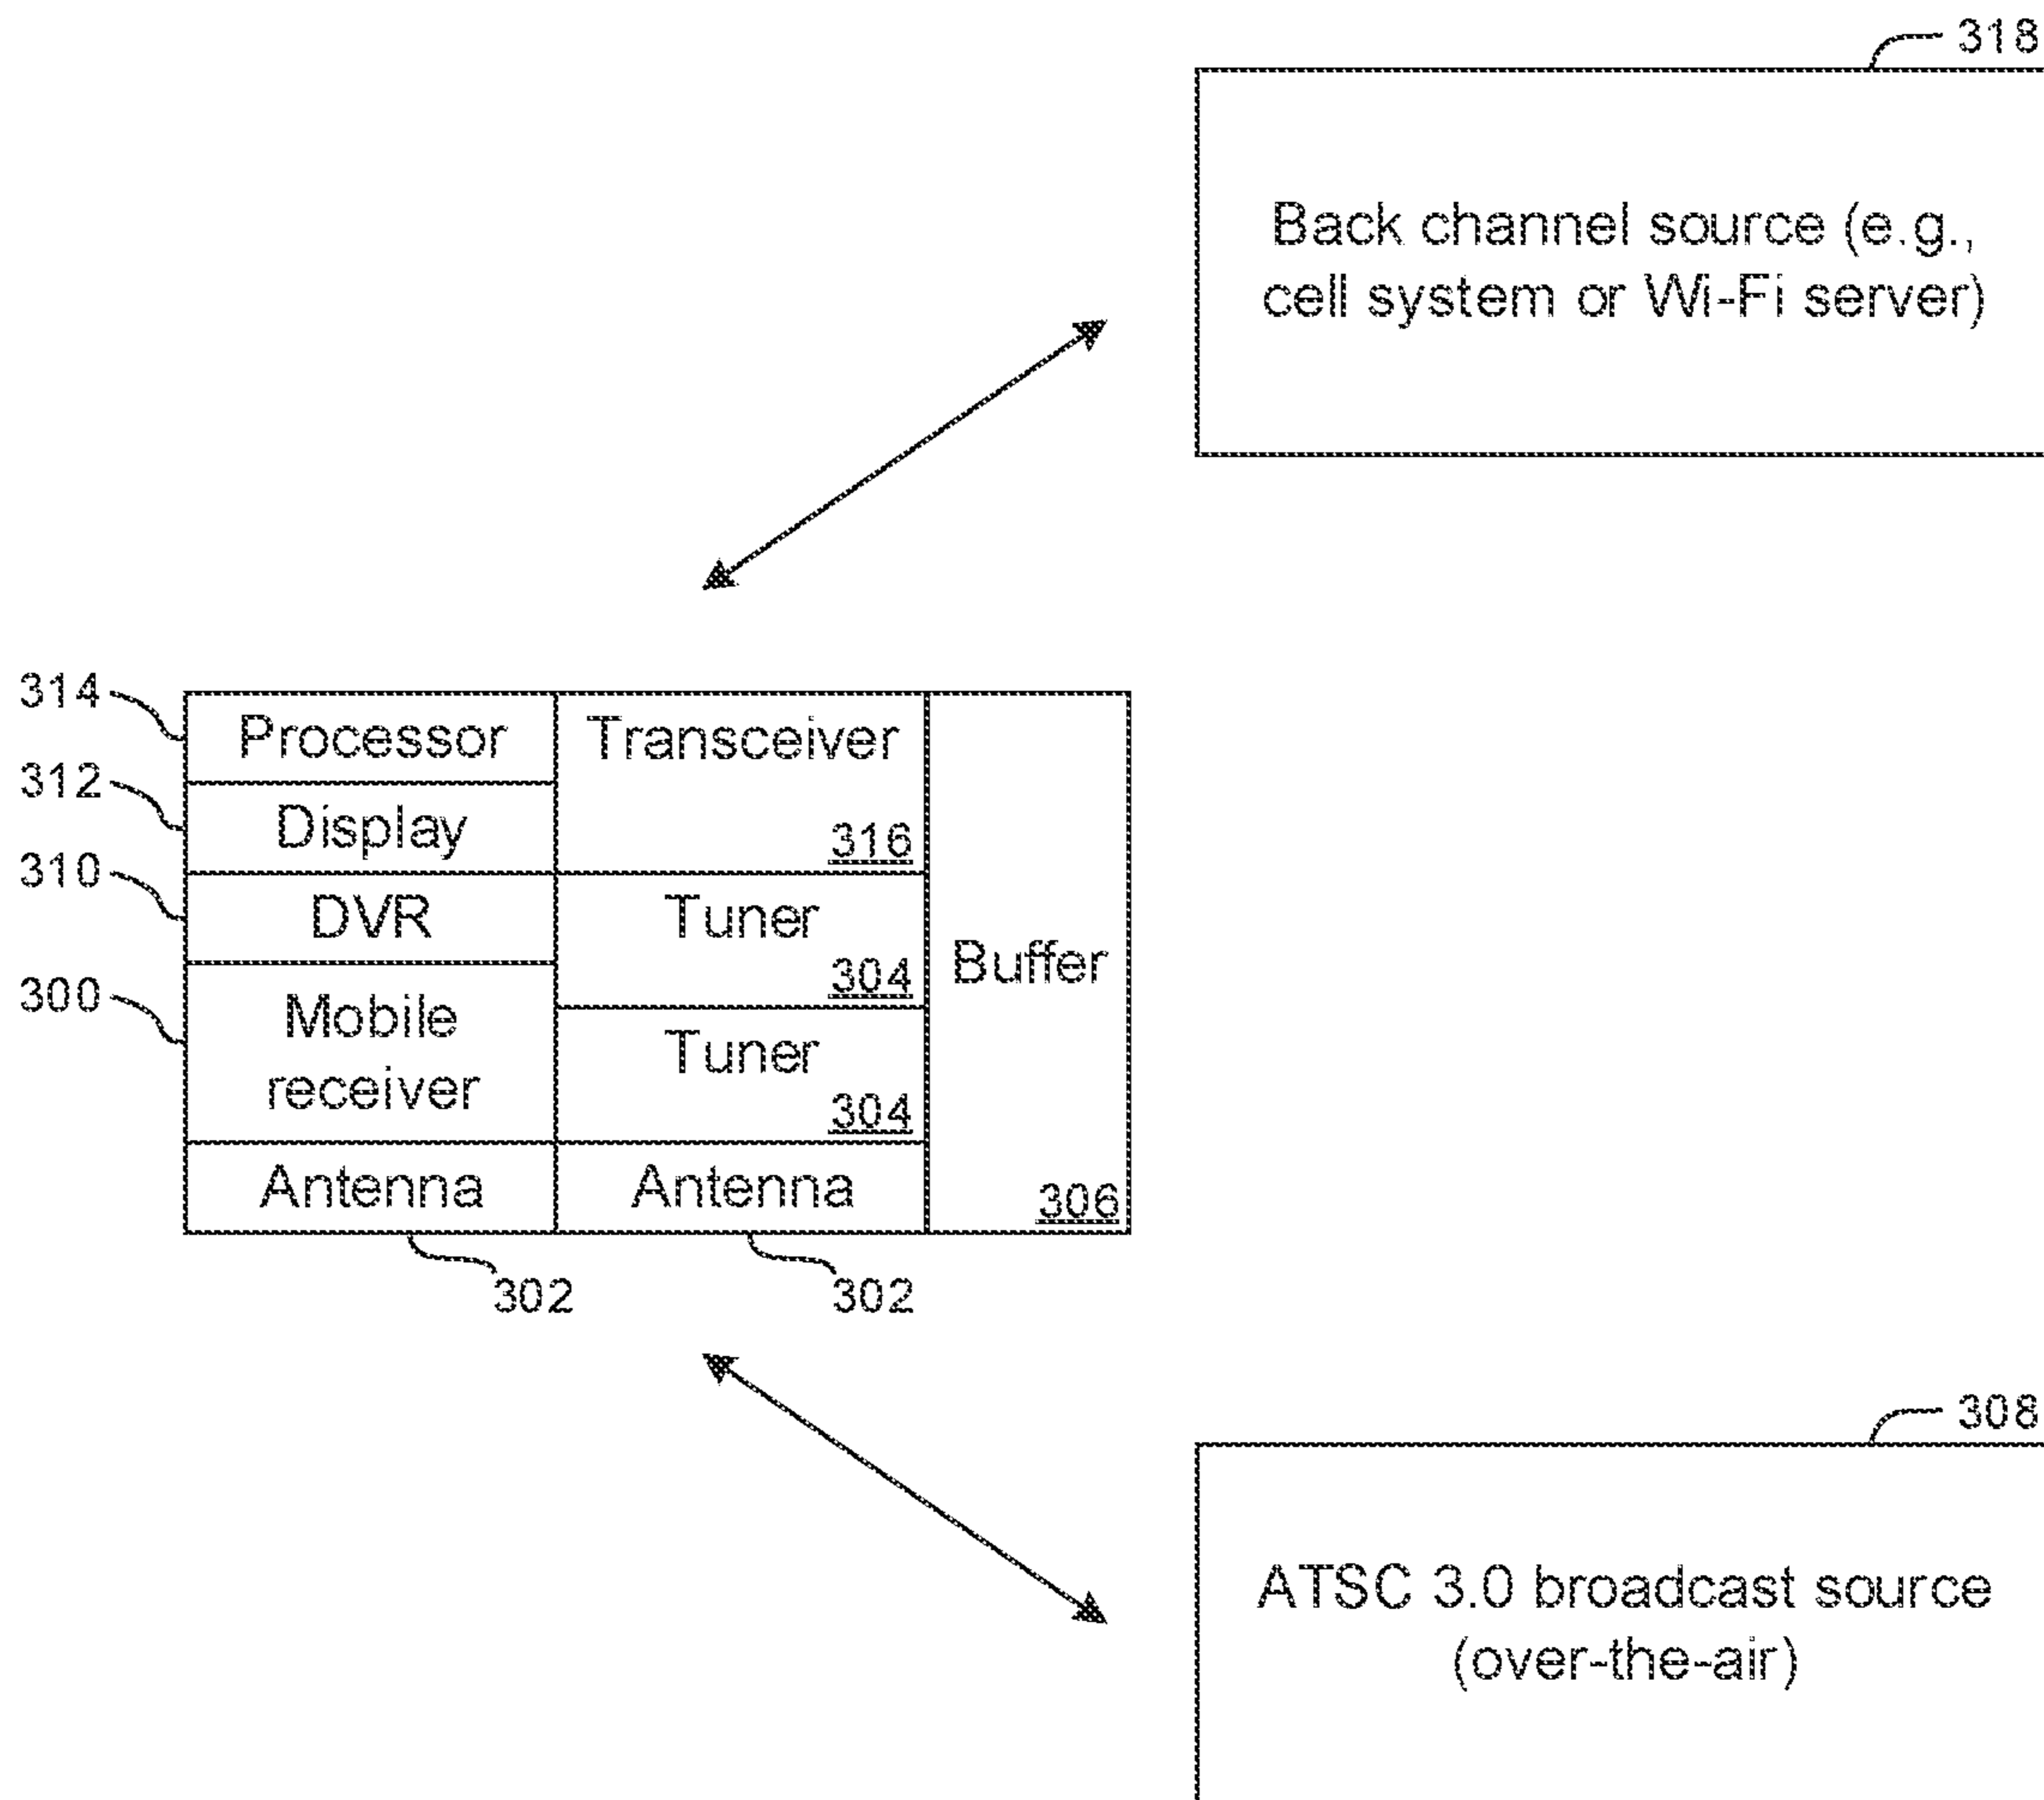 318
Back channel source (e.g.,
cell system or Wi-Fi server)
314
Processor
Transceiver
312
Display
316
310
DVR
Tuner
304
Buffer
300
Mobile
receiver
Tuner
304
Antenna
Antenna
306
302
302
308
ATSC 3.0 broadcast source
(over-the-air)